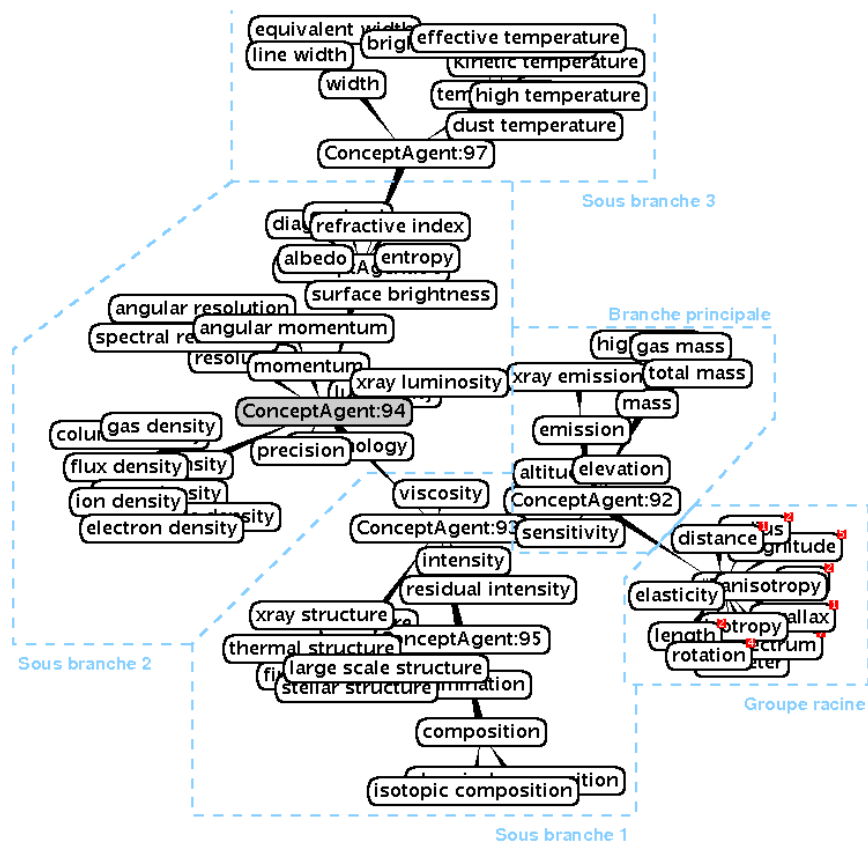 equivalent width
effective temperature
line width
kinetic temperature
width
high temperature
dust temperature
ConceptAgent:97
Sous branche 3
refractive index
albedo
entropy
surface brightness
angular resolution
angular momentum
Branche principale
gas mass
momentum
xray luminosity
xray emission
total mass
mass
ConceptAgent:94
gas density
emission
precision
flux density
elevation
ion density
viscosity
ConceptAgent:92
electron density
ConceptAgent:93
sensitivity
distance
intensity
anisotropy
residual intensity
elasticity
xray structure
length
thermal structure
ConceptAgent:95
rotation
large scale structure
Sous branche 2
stellar structure
Groupe racine
composition
isotopic composition
Sous branche 1